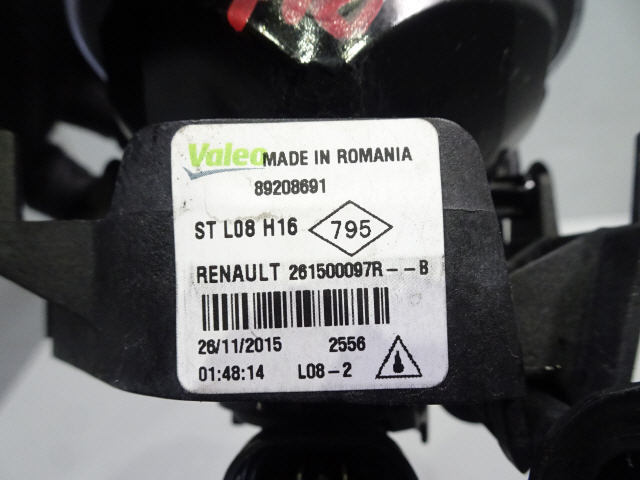 Valeo MADE IN ROMANIA
89208691
ST L08 H16 795
RENAULT 261500097R--B
26/11/2015 2556
01:48:14 L08-2